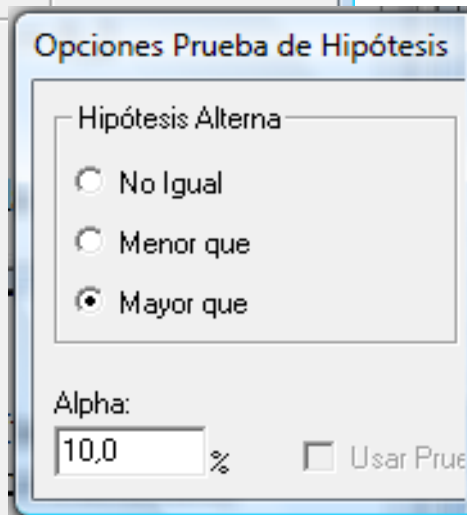 Opciones Prueba de Hipótesis
Hipótesis Alterna
No Igual
Menor que
Mayor que
Alpha:
10,0 %
Usar Prue